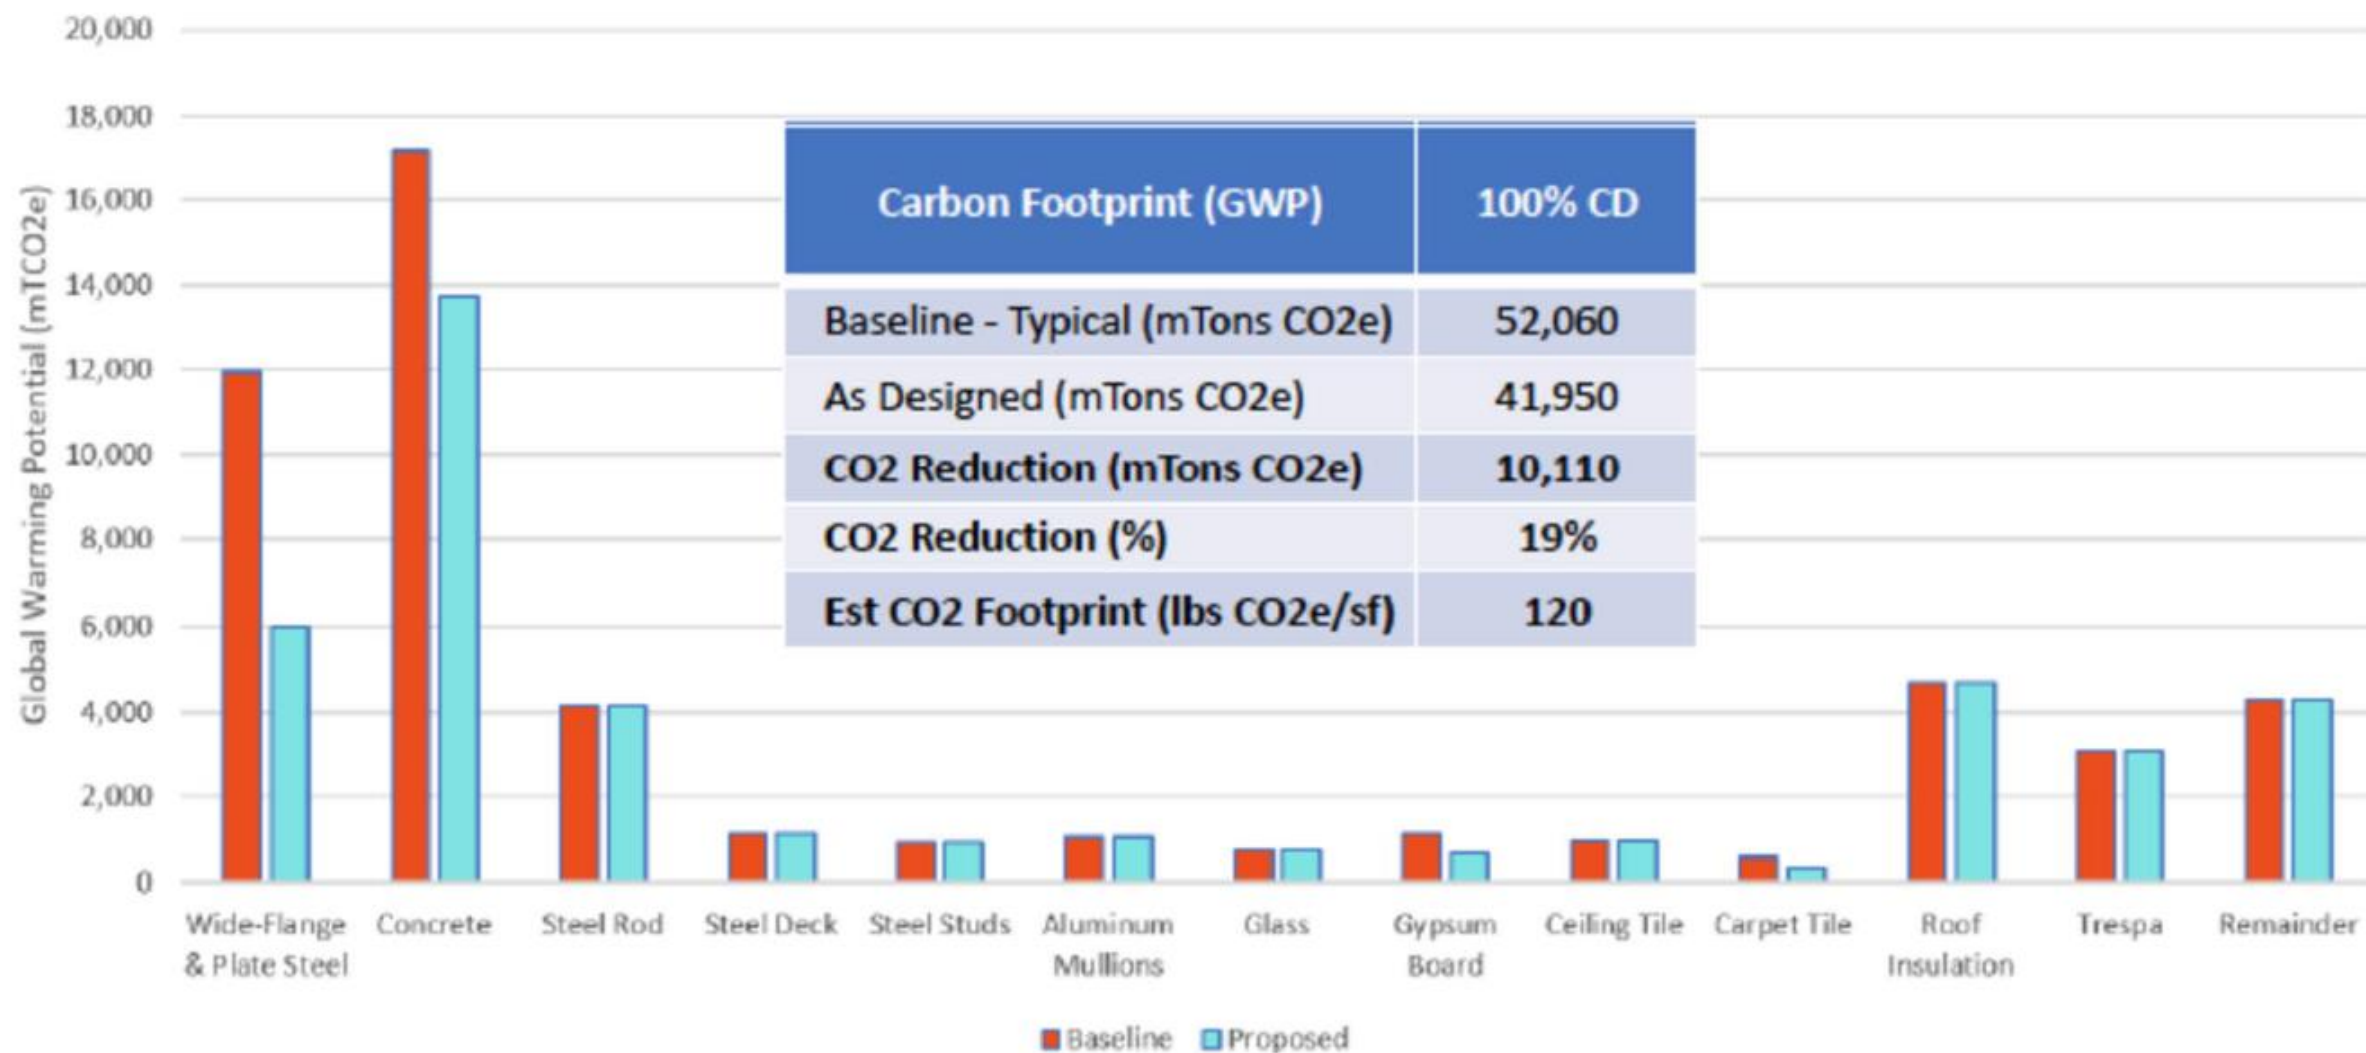 20,000
18,000
16,000
14,000
12,000
10,000
8,000
6,000
4,000
2,000
0
Global Warming Potential (mTCO2e)
Carbon Footprint (GWP) 100% CD
Baseline - Typical (mTons CO2e) 52,060
As Designed (mTons CO2e) 41,950
CO2 Reduction (mTons CO2e) 10,110
CO2 Reduction (%) 19%
Est CO2 Footprint (lbs CO2e/sf) 120
Wide-Flange
& Plate Steel
Concrete
Steel Rod
Steel Deck
Steel Studs
Aluminum
Mullions
Glass
Gypsum
Board
Ceiling Tile
Carpet Tile
Roof
Insulation
Trespa
Remainder
Baseline Proposed